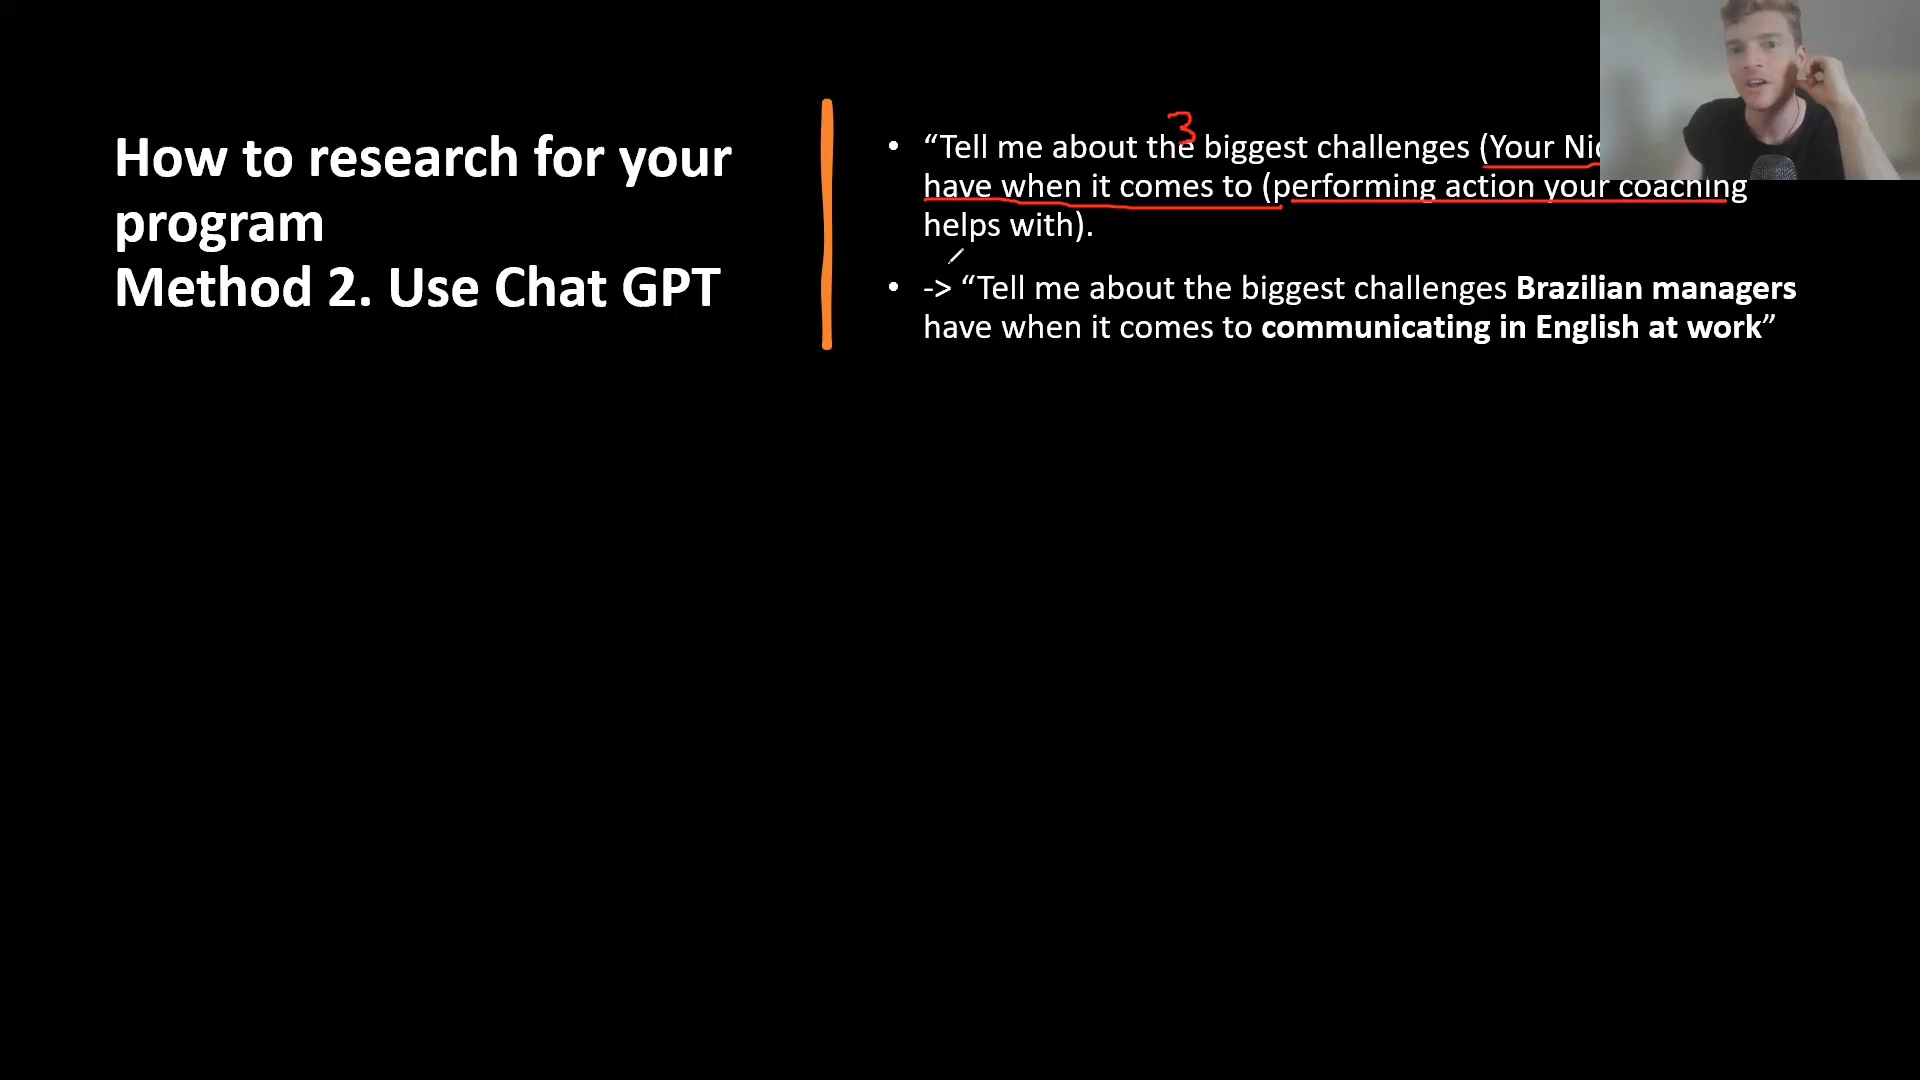 How to research for your
program
Method 2. Use Chat GPT
3
• “Tell me about the biggest challenges (Your
have when it comes to (performing action your coaching
helps with).
• -> “Tell me about the biggest challenges Brazilian managers
have when it comes to communicating in English at work”